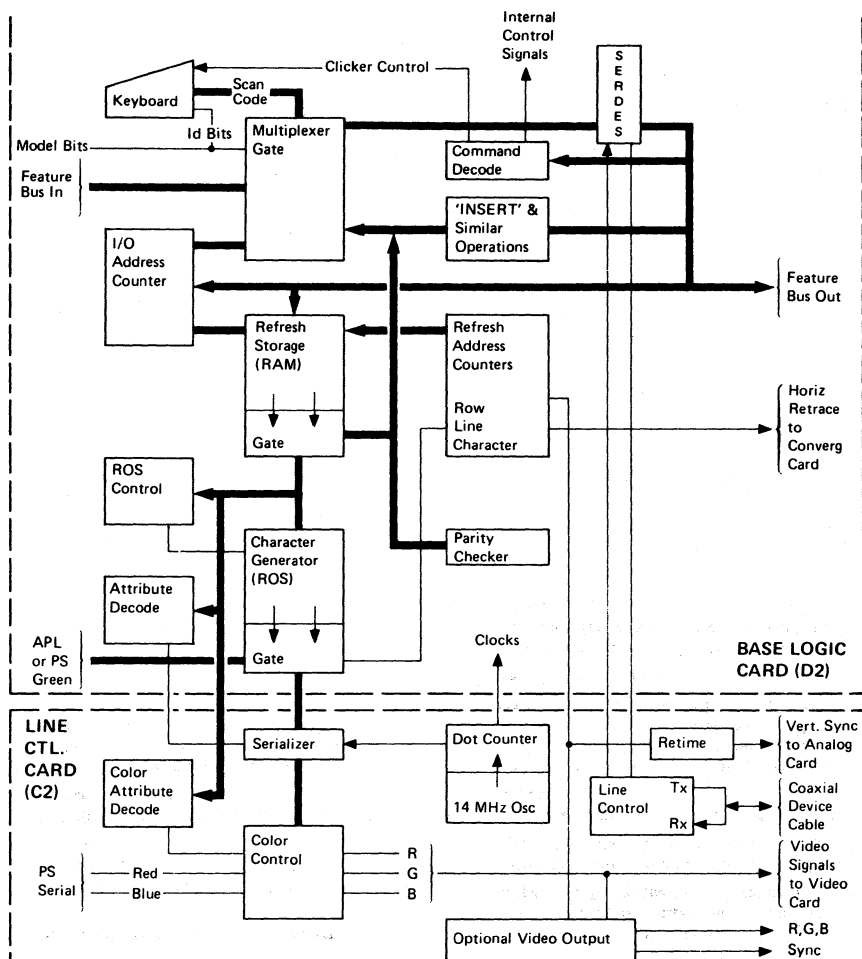 Internal
Control
Signals
Clicker Control
S
E
R
D
E
S
Keyboard
Scan
Code
Id Bits
Model Bits
Multiplexer
Gate
Command
Decode
Feature
Bus In
'INSERT' &
Similar
Operations
I/O
Address
Counter
Feature
Bus Out
Refresh
Storage
(RAM)
Gate
Refresh
Address
Counters
Row
Line
Character
Horiz
Retrace
to
Converg
Card
ROS
Control
Character
Generator
(ROS)
Gate
Parity
Checker
Attribute
Decode
APL
or PS
Green
Clocks
BASE LOGIC
CARD (D2)
LINE
CTL.
CARD
(C2)
Serializer
Dot Counter
14 MHz Osc
Retime
Vert. Sync
to Analog
Card
Color
Attribute
Decode
Line
Control
Tx
Rx
Coaxial
Device
Cable
Color
Control
PS
Serial
Red
Blue
R
G
B
Video
Signals
to Video
Card
Optional Video Output
R,G,B
Sync